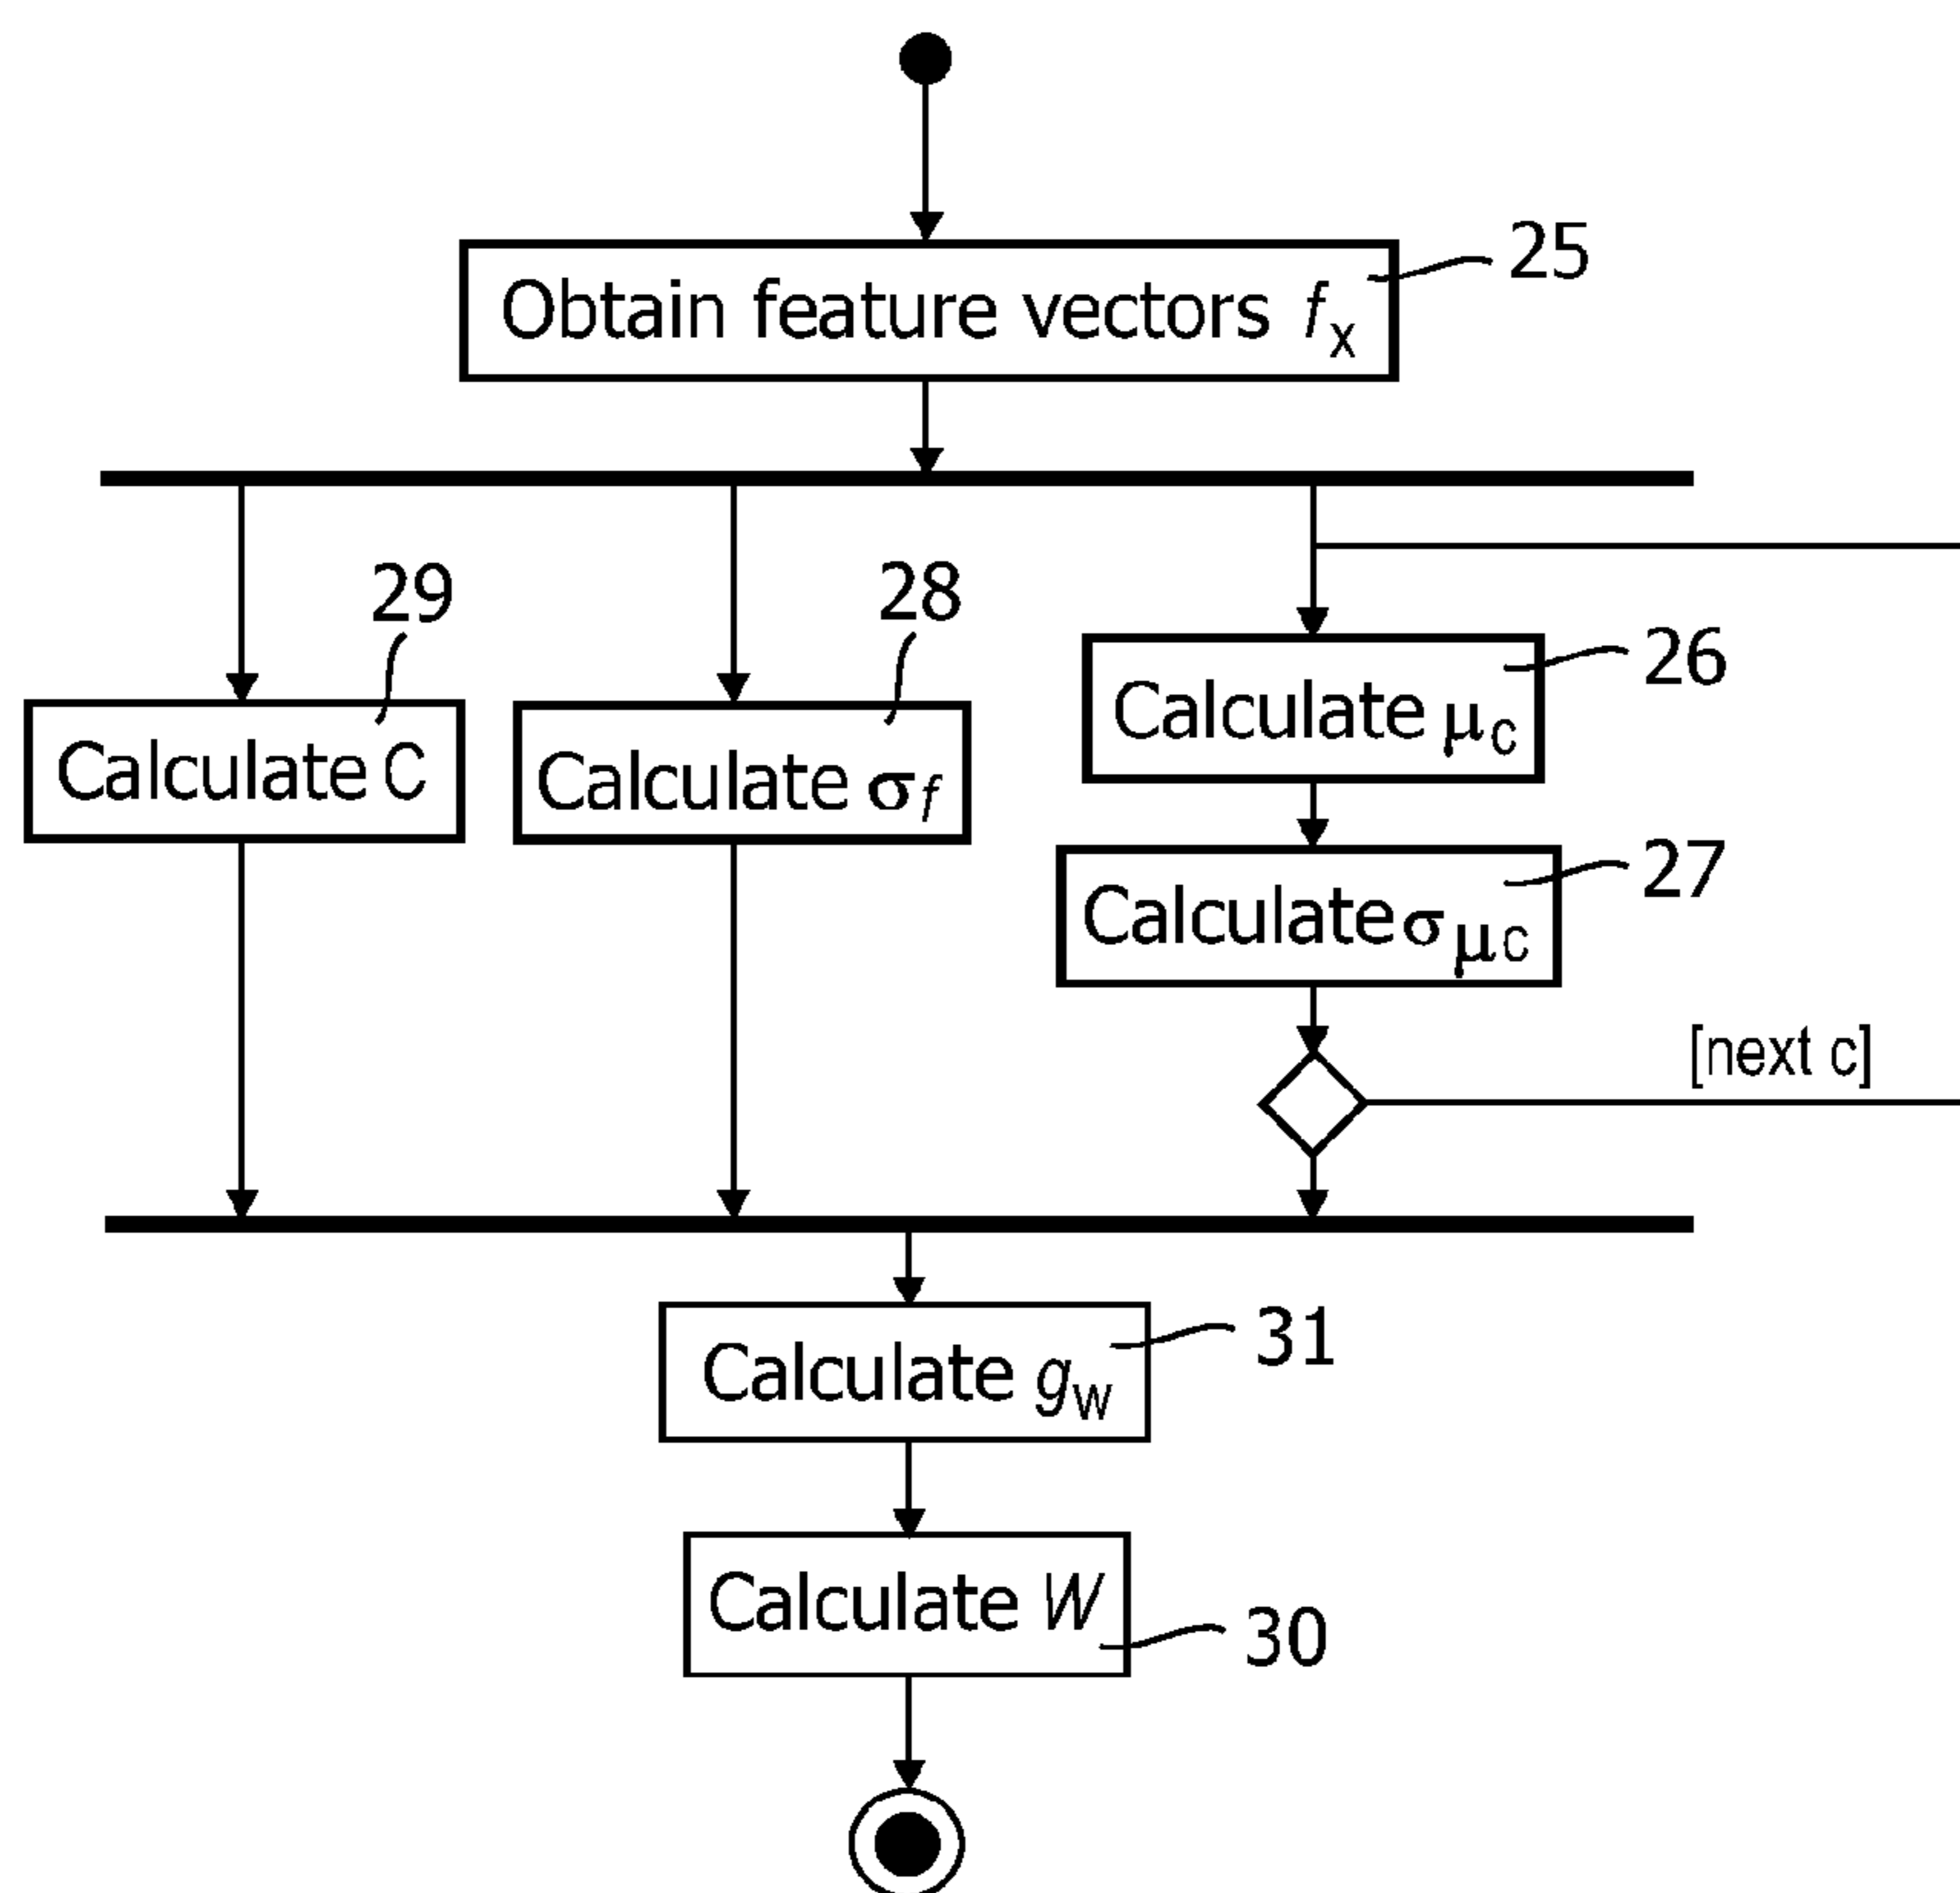 Obtain feature vectors fx
25
29
28
26
Calculate C
Calculate σf
Calculate μc
27
Calculate σμc
[next c]
Calculate gw
31
Calculate W
30